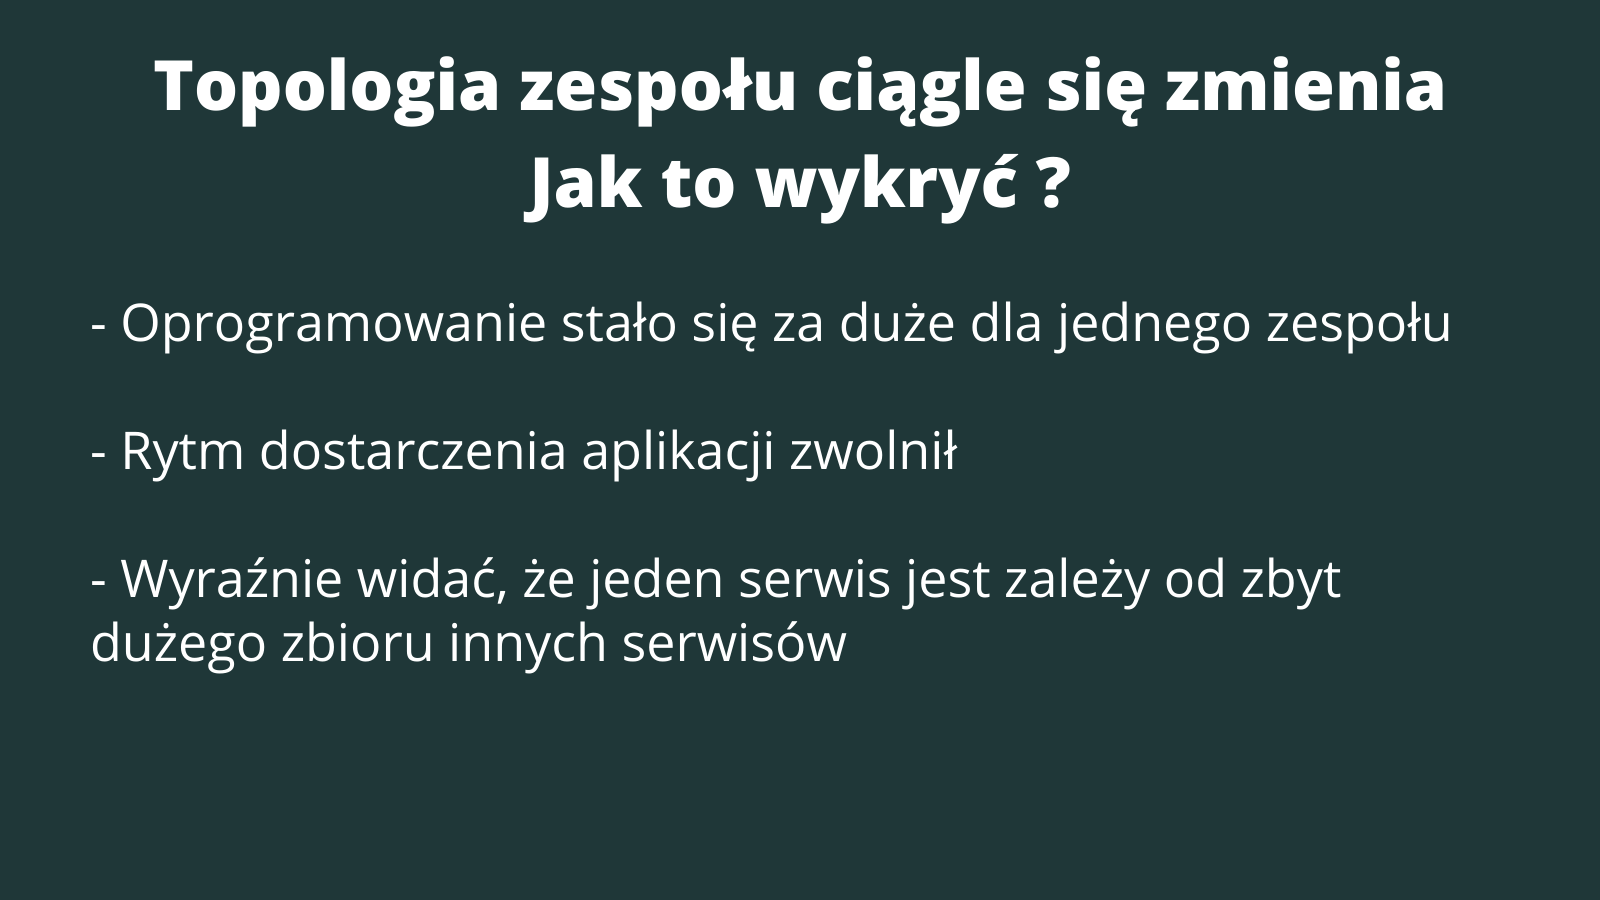 Topologia zespołu ciągle się zmienia
Jak to wykryć ?
- Oprogramowanie stało się za duże dla jednego zespołu
- Rytm dostarczenia aplikacji zwolnił
- Wyraźnie widać, że jeden serwis jest zależy od zbyt
dużego zbioru innych serwisów